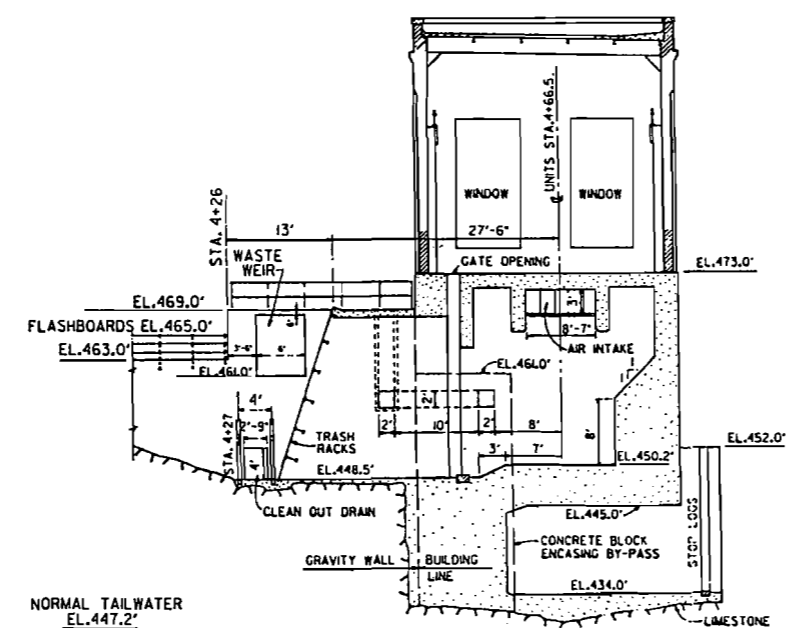 UNITS STA.4+66.5.
WINDOW
WINDOW
STA. 4+26
13'
27'-6"
WASTE
WEIR
GATE OPENING
EL.473.0'
EL.469.0'
FLASHBOARDS EL.465.0'
EL.463.0'
6"
3'-6"
6'
EL.461.0'
3'
8'-7"
AIR INTAKE
EL.461.0'
1
1
4'
2'-9"
STA. 4+27
4'
TRASH
RACKS
2'
2'
10'
2'
8'
8'
3'
7'
EL.452.0'
EL.450.2'
EL.448.5'
CLEAN OUT DRAIN
EL.445.0'
STOP LOGS
CONCRETE BLOCK
ENCASING BY-PASS
GRAVITY WALL
BUILDING
LINE
EL.434.0'
NORMAL TAILWATER
EL.447.2'
LIMESTONE